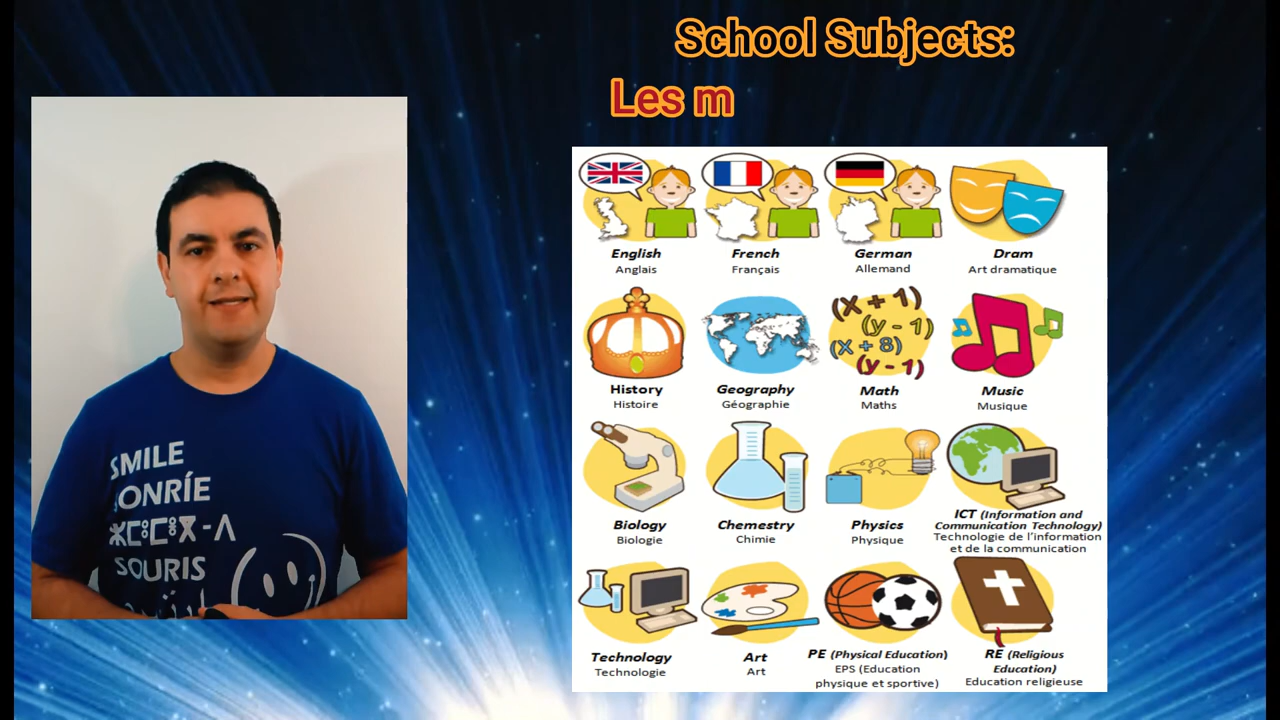 School Subjects:
Les m
SMILE
SONRÍE
ⵣⵎⵓⵎⵓⴳ-ⴷ
SOURIS
English
Anglais
French
Français
German
Allemand
Dram
Art dramatique
(x + 1)
(y - 1)
(x + 8)
(y - 1)
History
Histoire
Geography
Géographie
Math
Maths
Music
Musique
Biology
Biologie
Chemestry
Chimie
Physics
Physique
ICT (Information and
Communication Technology)
Technologie de l'information
et de la communication
Technology
Technologie
Art
Art
PE (Physical Education)
EPS (Education
physique et sportive)
RE (Religious
Education)
Education religieuse